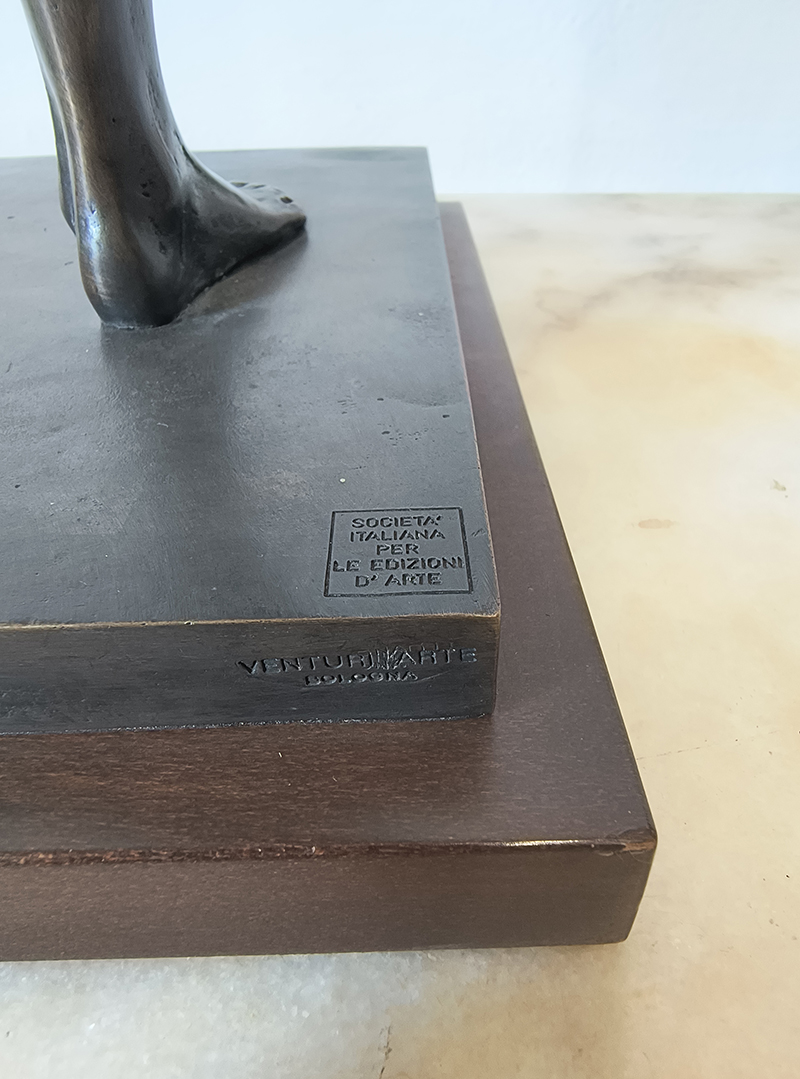 SOCIETA'
ITALIANA
PER
LE EDIZIONI
D' ARTE
VENTURI ARTE
BOLOGNA